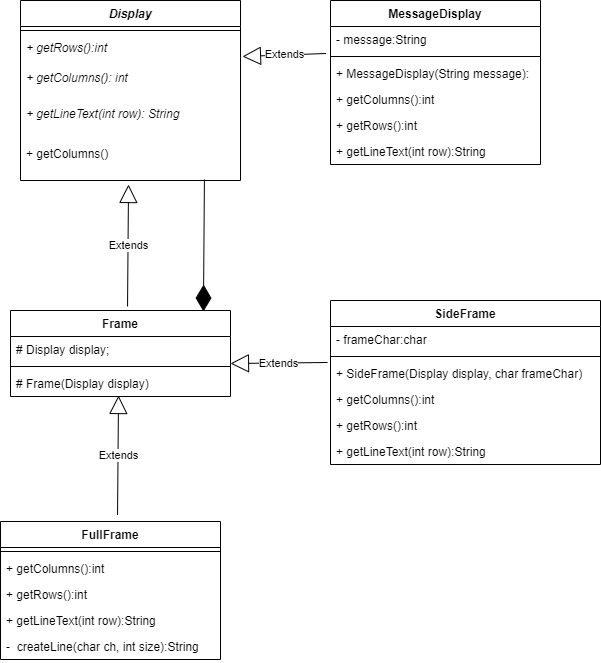 Display
+ getRows():int
+ getColumns(): int
+ getLineText(int row): String
+ getColumns()
Extends
MessageDisplay
- message:String
+ MessageDisplay(String message):
+ getColumns():int
+ getRows():int
+ getLineText(int row):String
Extends
Frame
# Display display;
# Frame(Display display)
Extends
SideFrame
- frameChar:char
+ SideFrame(Display display, char frameChar)
+ getColumns():int
+ getRows():int
+ getLineText(int row):String
Extends
FullFrame
+ getColumns():int
+ getRows():int
+ getLineText(int row):String
- createLine(char ch, int size):String